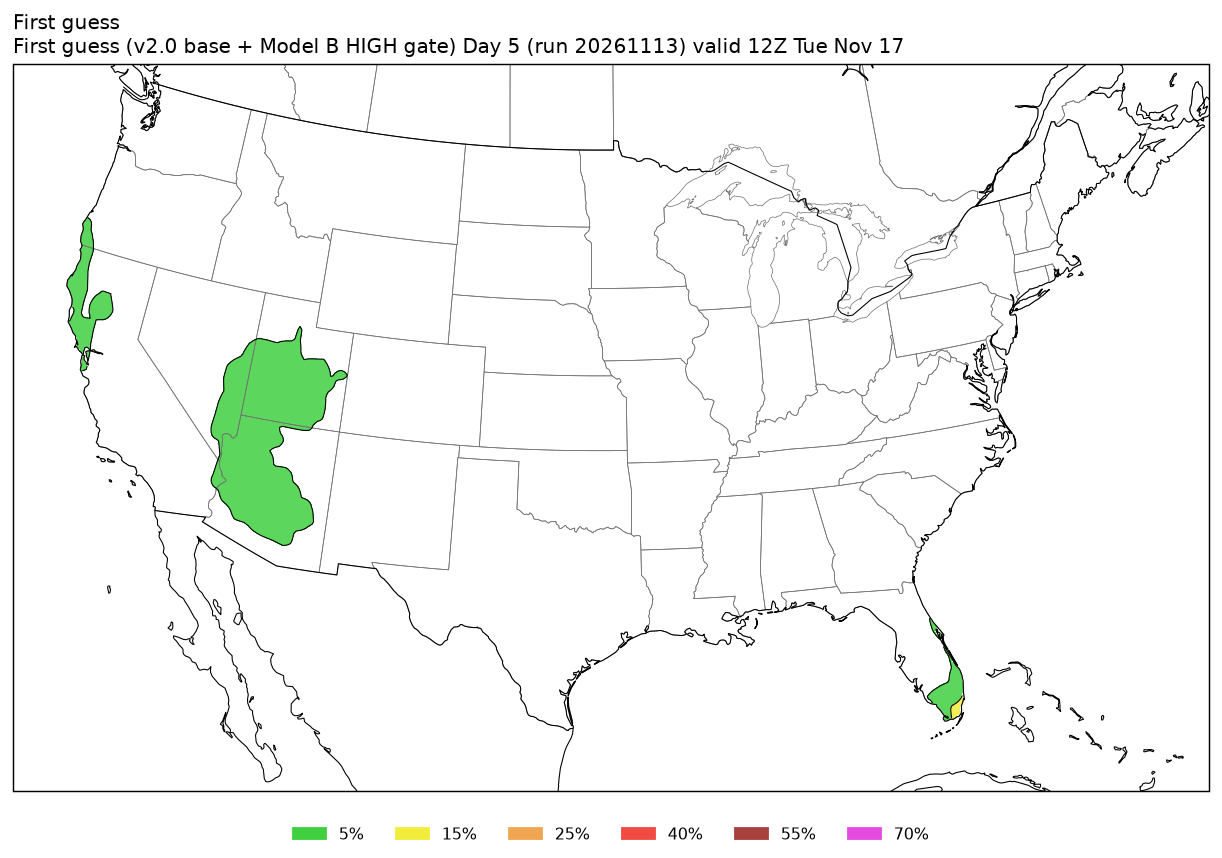 First guess
First guess (v2.0 base + Model B HIGH gate) Day 5 (run 20261113) valid 12Z Tue Nov 17
5% 15% 25% 40% 55% 70%